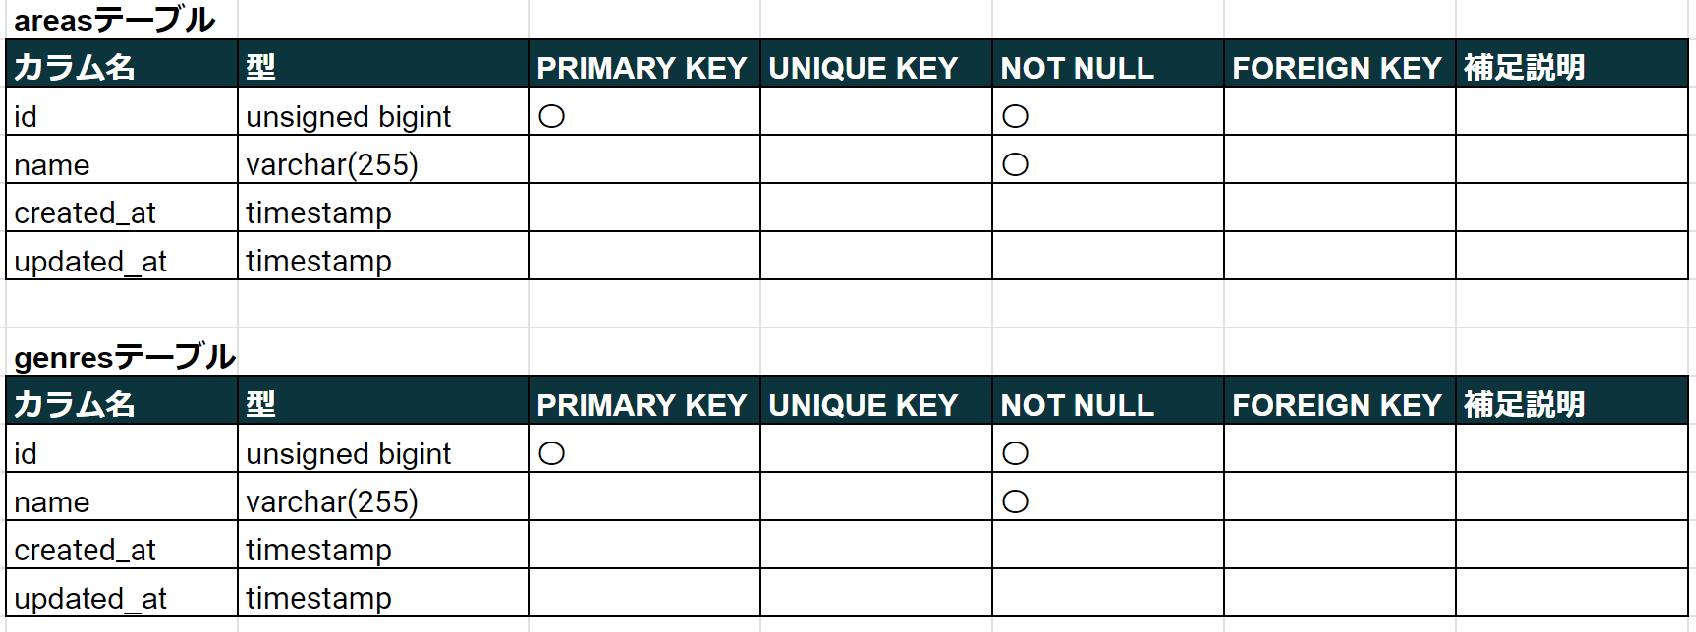 areasテーブル
カラム名 型 PRIMARY KEY UNIQUE KEY NOT NULL FOREIGN KEY 補足説明
id unsigned bigint 〇 〇
name varchar(255) 〇
created_at timestamp
updated_at timestamp
genresテーブル
カラム名 型 PRIMARY KEY UNIQUE KEY NOT NULL FOREIGN KEY 補足説明
id unsigned bigint 〇 〇
name varchar(255) 〇
created_at timestamp
updated_at timestamp